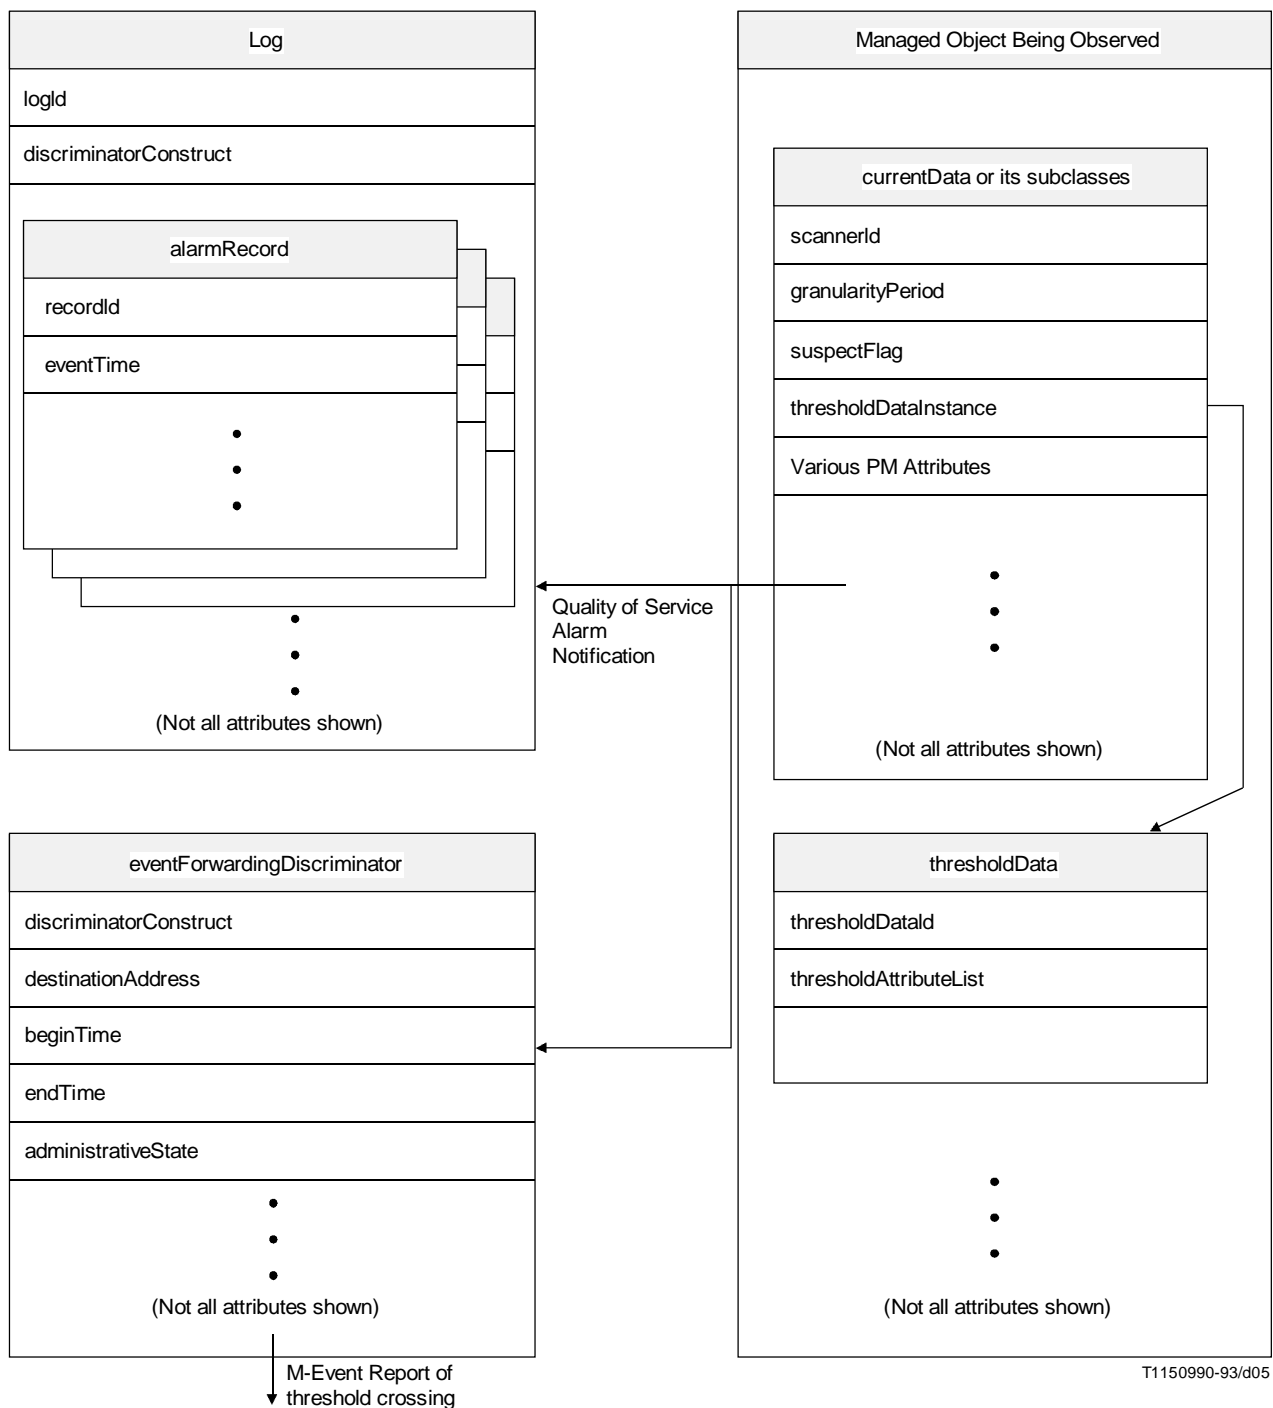 Log
logId
discriminatorConstruct
alarmRecord
recordId
eventTime
(Not all attributes shown)
Managed Object Being Observed
currentData or its subclasses
scannerId
granularityPeriod
suspectFlag
thresholdDataInstance
Various PM Attributes
(Not all attributes shown)
Quality of Service
Alarm
Notification
eventForwardingDiscriminator
discriminatorConstruct
destinationAddress
beginTime
endTime
administrativeState
(Not all attributes shown)
M-Event Report of
threshold crossing
thresholdData
thresholdDataId
thresholdAttributeList
(Not all attributes shown)
T1150990-93/d05